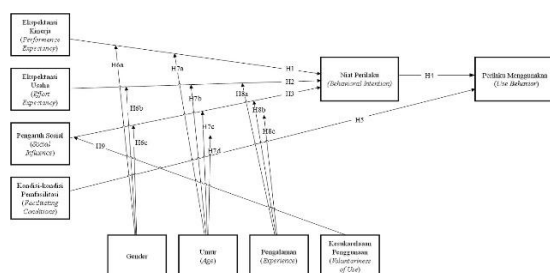 Ekspektasi
Kinerja
(Performance
Expectancy)
Ekspektasi
Usaha
(Effort
Expectancy)
Pengaruh Sosial
(Social
Influence)
Kondisi-kondisi
Pemfasilitasi
(Facilitating
Conditions)
Niat Perilaku
(Behavioral Intention)
Perilaku Menggunakan
(Use Behavior)
H1
H2
H3
H4
H5
H6a
H6b
H6c
H7a
H7b
H7c
H7d
H8a
H8b
H8c
H9
Gender
Umur
(Age)
Pengalaman
(Experience)
Kesukarelaan
Penggunaan
(Voluntariness
of Use)